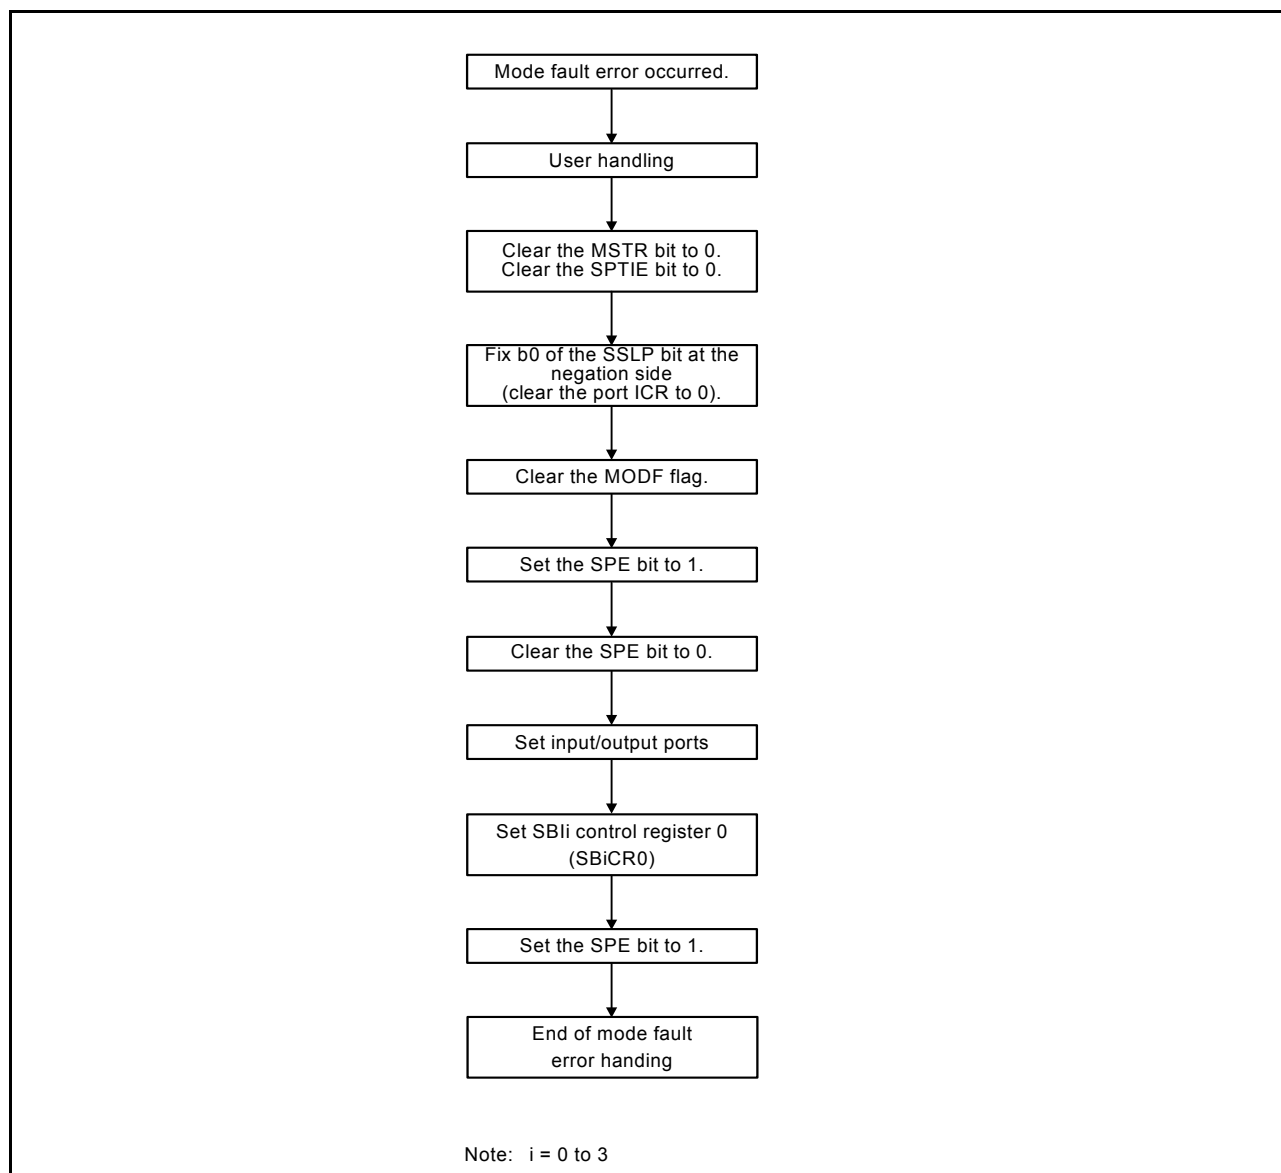 Mode fault error occurred.
User handling
Clear the MSTR bit to 0.
Clear the SPTIE bit to 0.
Fix b0 of the SSLP bit at the
negation side
(clear the port ICR to 0).
Clear the MODF flag.
Set the SPE bit to 1.
Clear the SPE bit to 0.
Set input/output ports
Set SBIi control register 0
(SBiCR0)
Set the SPE bit to 1.
End of mode fault
error handing
Note: i = 0 to 3